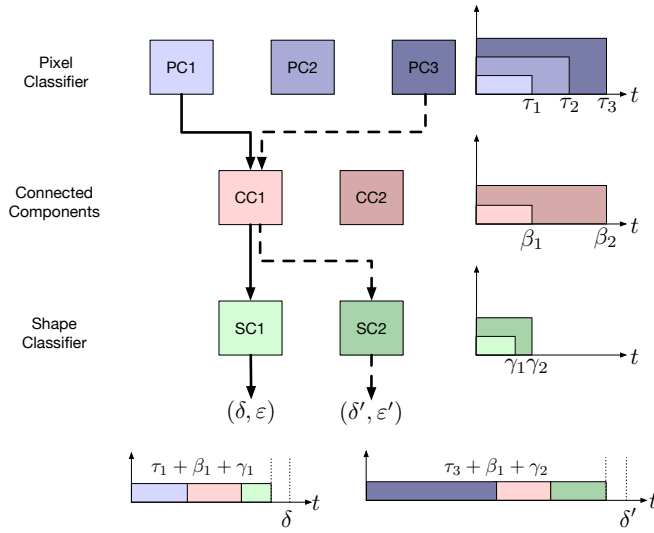 Pixel
Classifier
PC1
PC2
PC3
t
τ₁
τ₂
τ₃
Connected
Components
CC1
CC2
t
β₁
β₂
Shape
Classifier
SC1
SC2
t
γ₁γ₂
(δ, ε)
(δ′, ε′)
τ₁ + β₁ + γ₁
t
δ
τ₃ + β₁ + γ₂
t
δ′